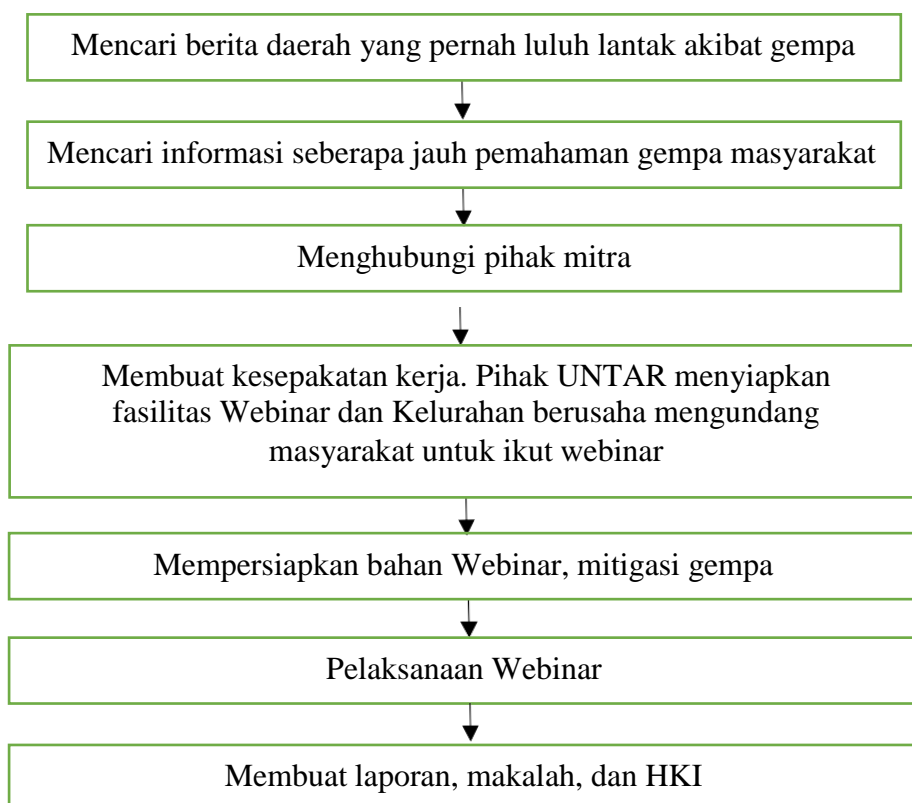 Mencari berita daerah yang pernah luluh lantak akibat gempa
Mencari informasi seberapa jauh pemahaman gempa masyarakat
Menghubungi pihak mitra
Membuat kesepakatan kerja. Pihak UNTAR menyiapkan
fasilitas Webinar dan Kelurahan berusaha mengundang
masyarakat untuk ikut webinar
Mempersiapkan bahan Webinar, mitigasi gempa
Pelaksanaan Webinar
Membuat laporan, makalah, dan HKI